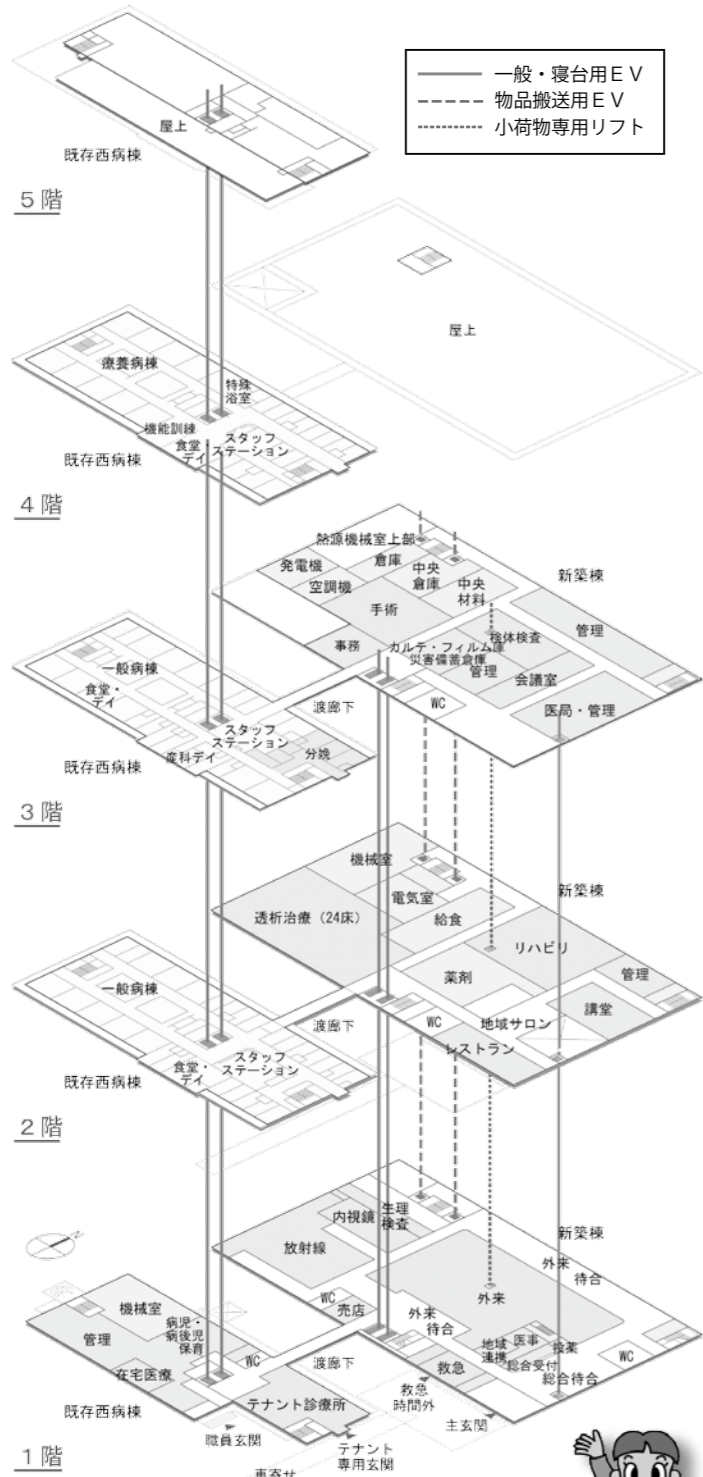 一般・寝台用ＥＶ
物品搬送用ＥＶ
小荷物専用リフト
屋上
既存西病棟
５階
屋上
療養病棟
特殊
浴室
機能訓練
食堂・
デイ
スタッフ
ステーション
既存西病棟
４階
熱源機械室上部
発電機
倉庫
空調機
中央
倉庫
中央
材料
新築棟
手術
管理
検体検査
事務
カルテ・フィルム庫
災害備蓄倉庫
管理
会議室
WC
医局・管理
一般病棟
食堂・
デイ
渡廊下
スタッフ
ステーション
産科デイ
分娩
既存西病棟
３階
機械室
新築棟
電気室
透析治療（24床）
給食
リハビリ
薬剤
管理
講堂
WC
地域サロン
レストラン
一般病棟
渡廊下
スタッフ
ステーション
食堂・
デイ
既存西病棟
２階
内視鏡
生理
検査
新築棟
放射線
外来
待合
外来
WC
売店
外来
待合
地域
連携
医事
投薬
総合受付
総合待合
WC
救急
機械室
病児・
病後児
保育
管理
WC
渡廊下
在宅医療
テナント診療所
救急
時間外
主玄関
既存西病棟
職員玄関
テナント
専用玄関
車寄せ
１階
N